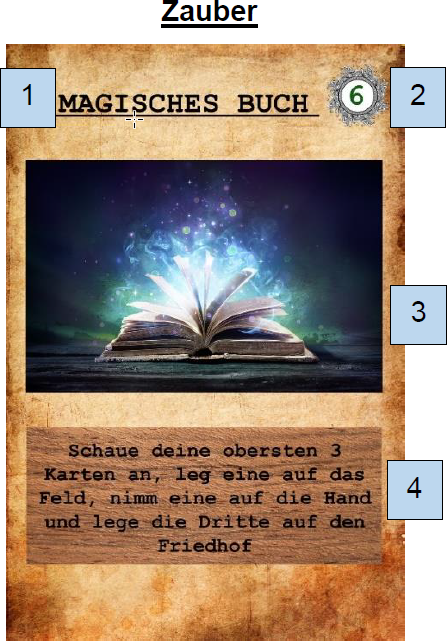 Zauber
1
MAGISCHES BUCH
6
2
3
Schaue deine obersten 3
Karten an, leg eine auf das
Feld, nimm eine auf die Hand
und lege die Dritte auf den
Friedhof
4